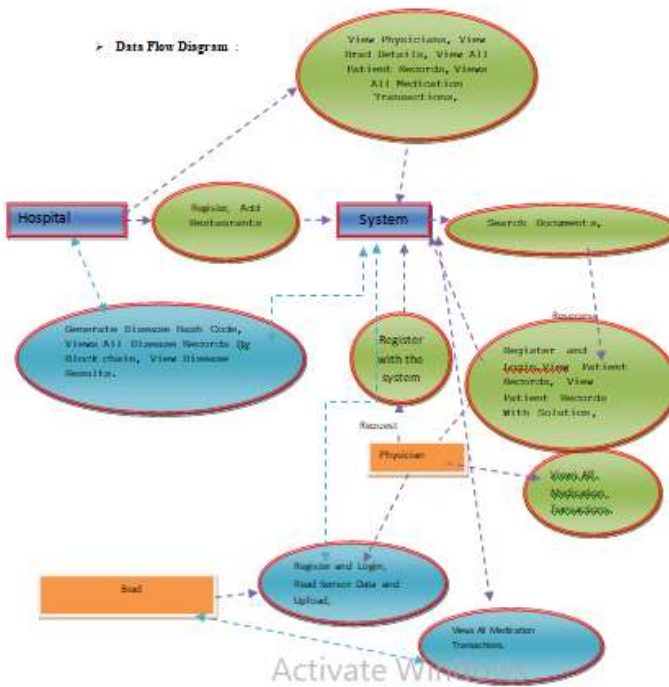 ➢ Data Flow Diagram :
View Physicians, View
Brad Details, View All
Patient Records, Views
All Medication
Transactions,
Hospital
Register, Add
Restaurants
System
Search Documents,
Response
Generate Disease Hash Code,
Views All Disease Records By
Block chain, View Disease
Results.
Register
with the
system
Register and
Login, View Patient
Records, View
Patient Records
With Solution,
Request
Physician
Views All
Medication
Transactions.
Brad
Register and Login,
Read Sensor Data and
Upload,
Views All Medication
Transactions.
Activate Windows